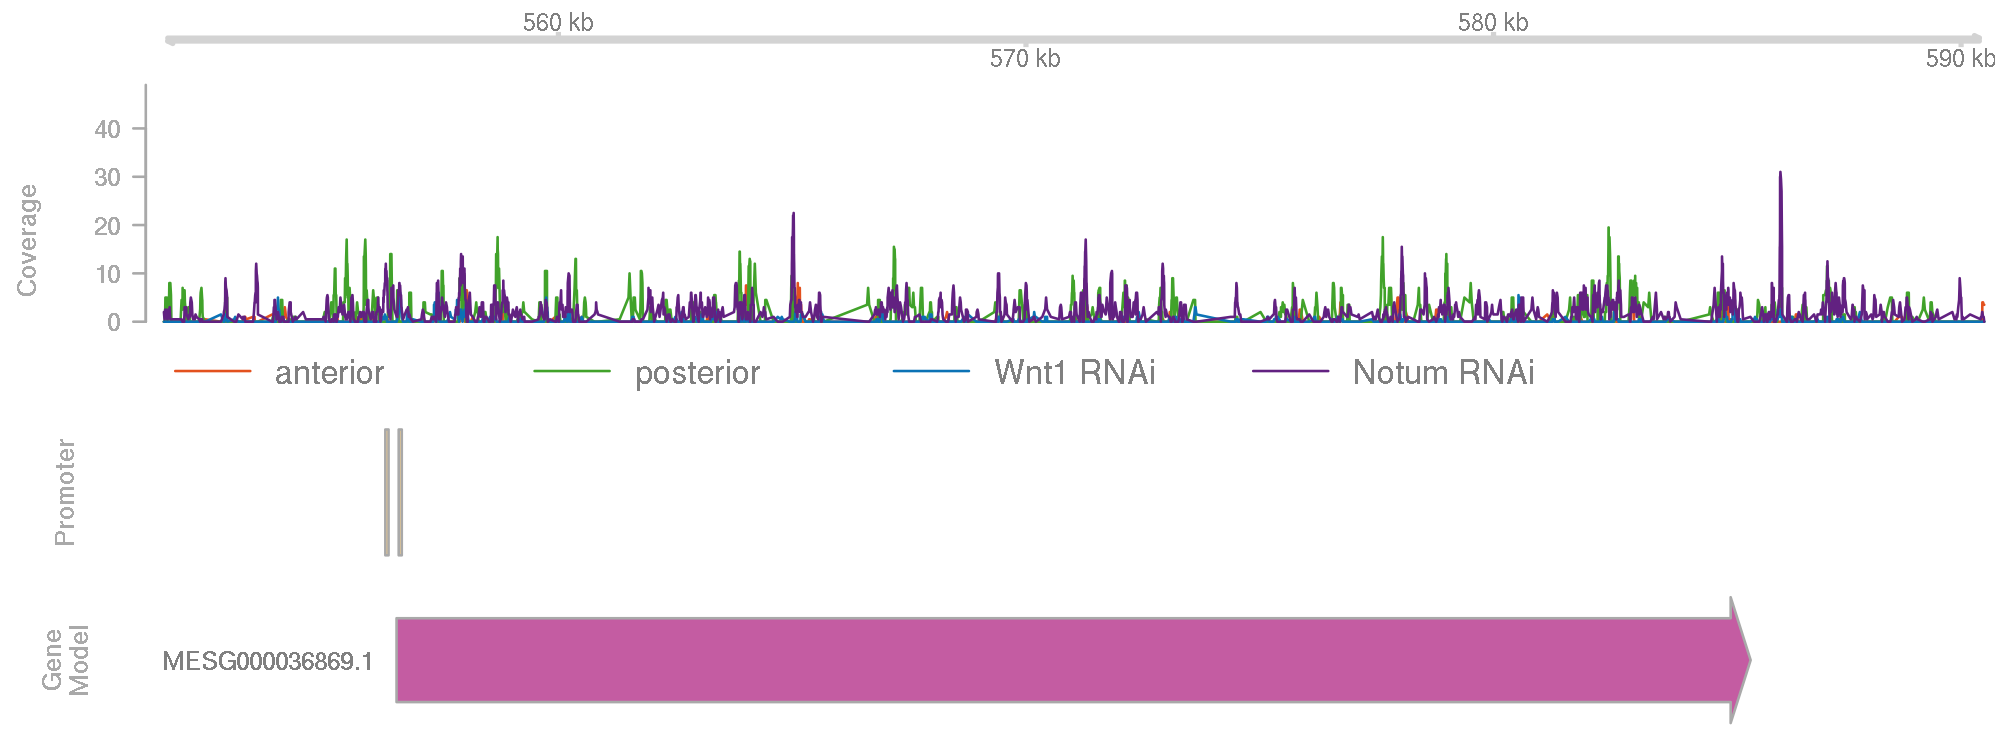 560 kb
580 kb
570 kb
590 kb
Coverage
40
30
20
10
0
anterior posterior Wnt1 RNAi Notum RNAi
Promoter
Gene
Model
MESG000036869.1